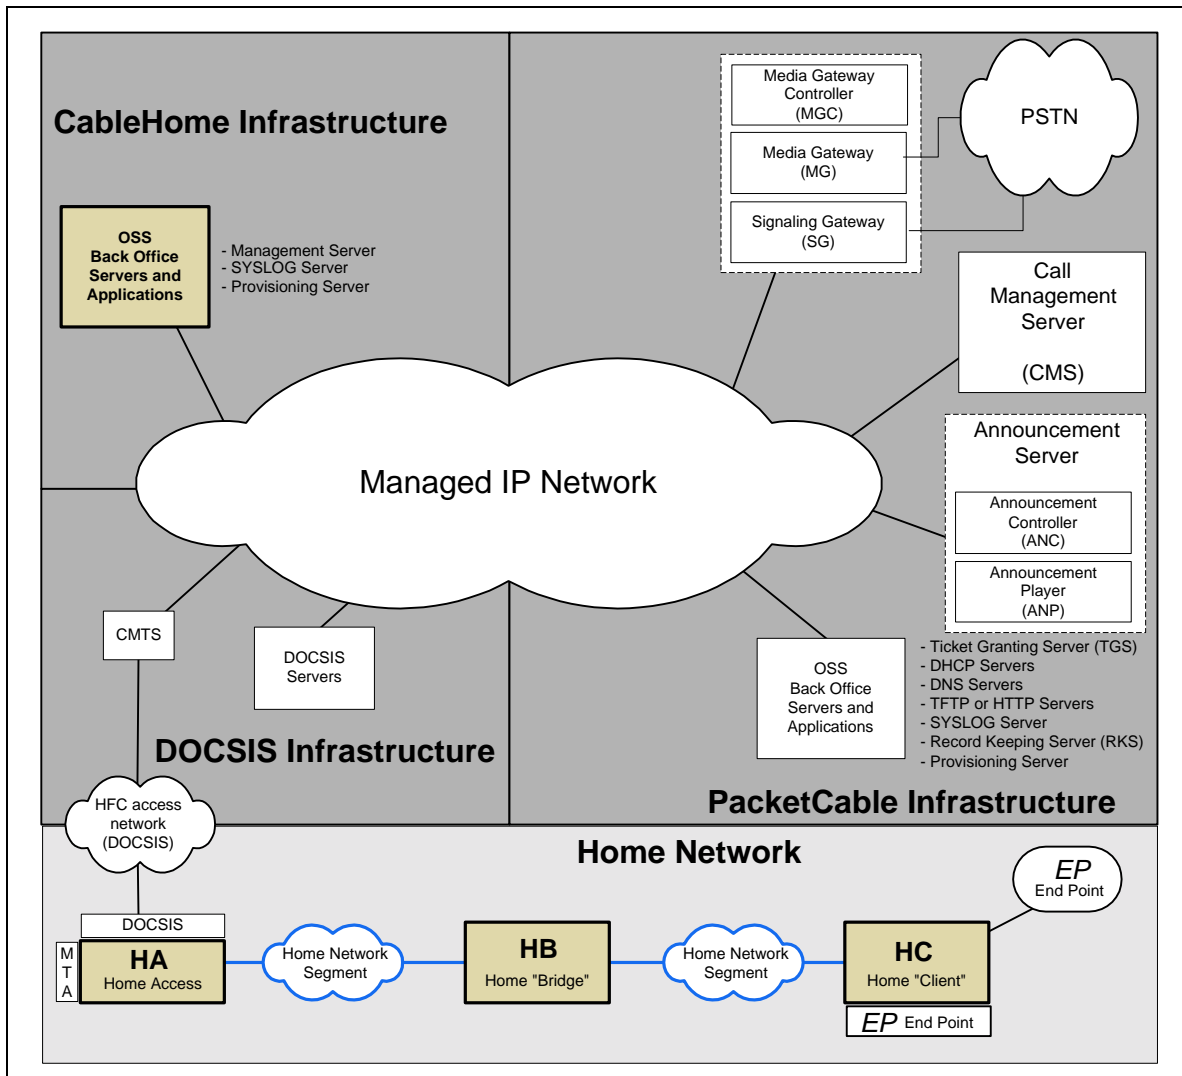 CableHome Infrastructure
OSS
Back Office
Servers and
Applications
- Management Server
- SYSLOG Server
- Provisioning Server
Media Gateway
Controller
(MGC)
Media Gateway
(MG)
Signaling Gateway
(SG)
PSTN
Call
Management
Server
(CMS)
Announcement
Server
Announcement
Controller
(ANC)
Announcement
Player
(ANP)
Managed IP Network
CMTS
DOCSIS
Servers
DOCSIS Infrastructure
OSS
Back Office
Servers and
Applications
- Ticket Granting Server (TGS)
- DHCP Servers
- DNS Servers
- TFTP or HTTP Servers
- SYSLOG Server
- Record Keeping Server (RKS)
- Provisioning Server
PacketCable Infrastructure
HFC access
network
(DOCSIS)
Home Network
EP
End Point
DOCSIS
M
T
A
HA
Home Access
Home Network
Segment
HB
Home "Bridge"
Home Network
Segment
HC
Home "Client"
EP End Point